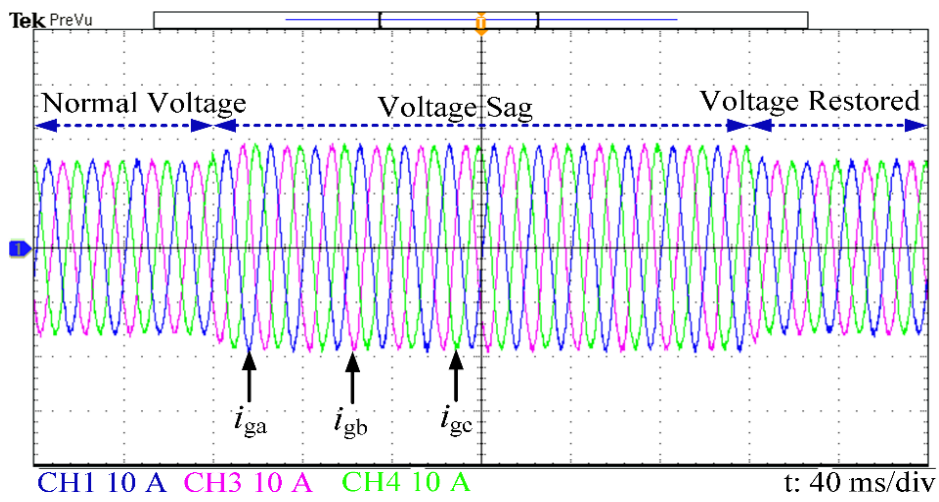 Tek PreVu
T
Normal Voltage
Voltage Sag
Voltage Restored
1
iga
igb
igc
CH1 10 A CH3 10 A CH4 10 A
t: 40 ms/div